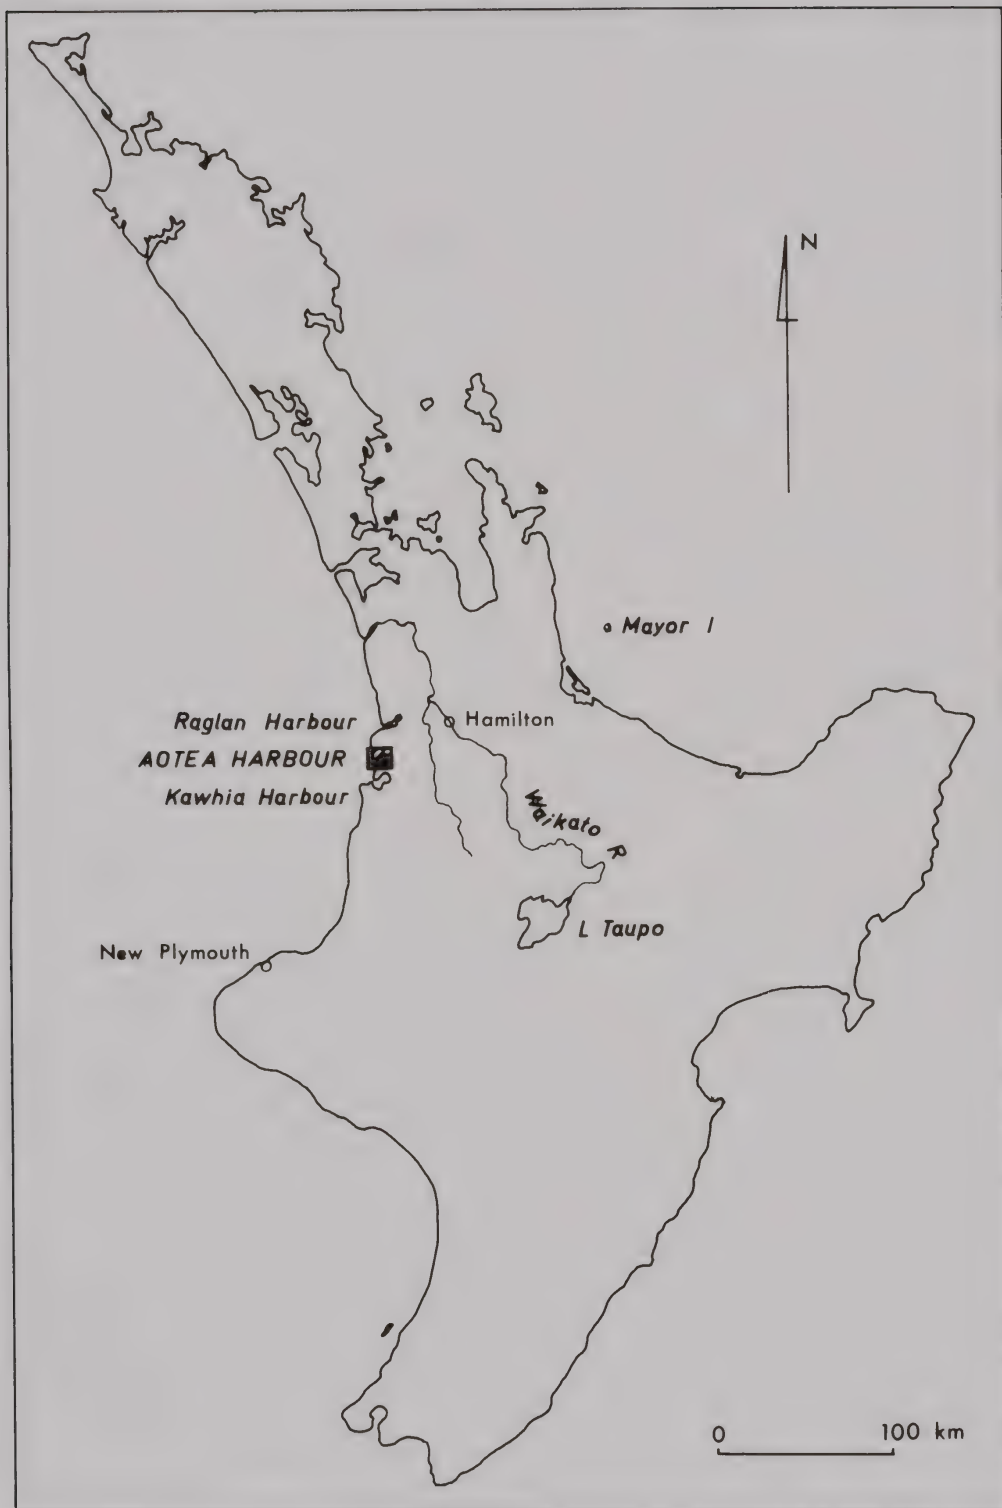 N
Mayor I
Raglan Harbour
Hamilton
AOTEA HARBOUR
Kawhia Harbour
Waikato R
L Taupo
New Plymouth
0 100 km